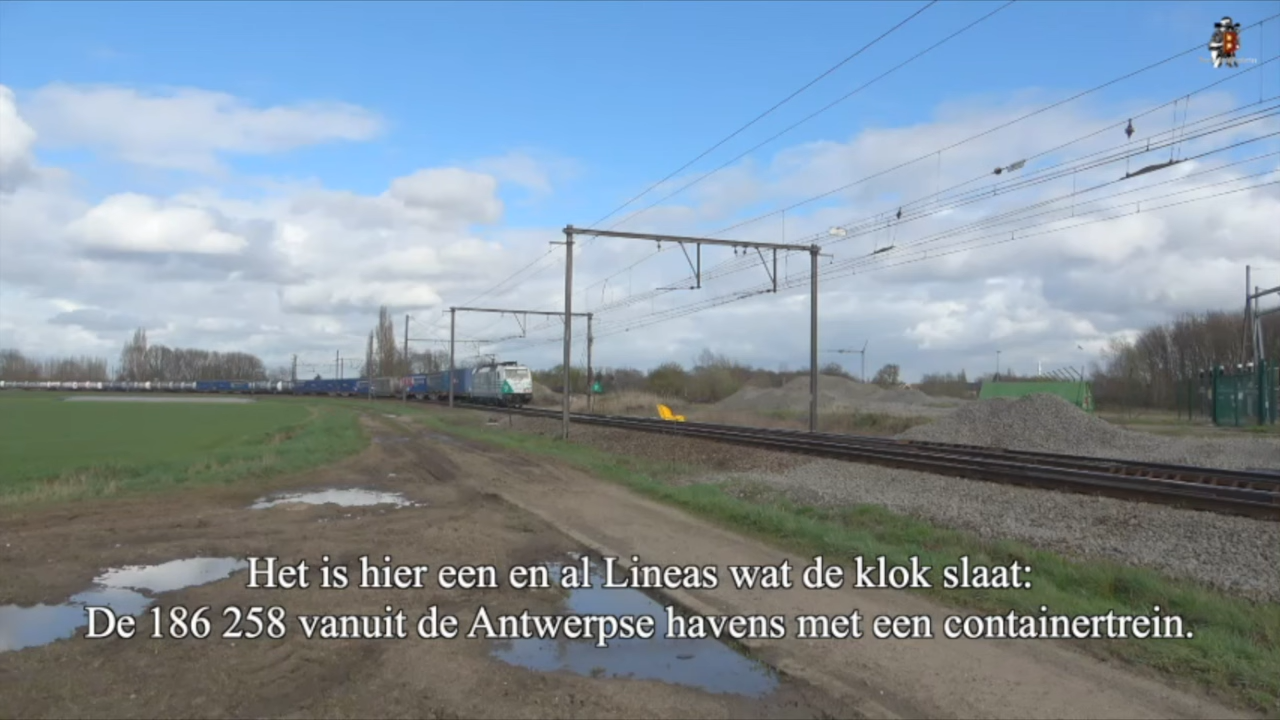 Het is hier een en al Lineas wat de klok slaat:
De 186 258 vanuit de Antwerpse havens met een containertrein.